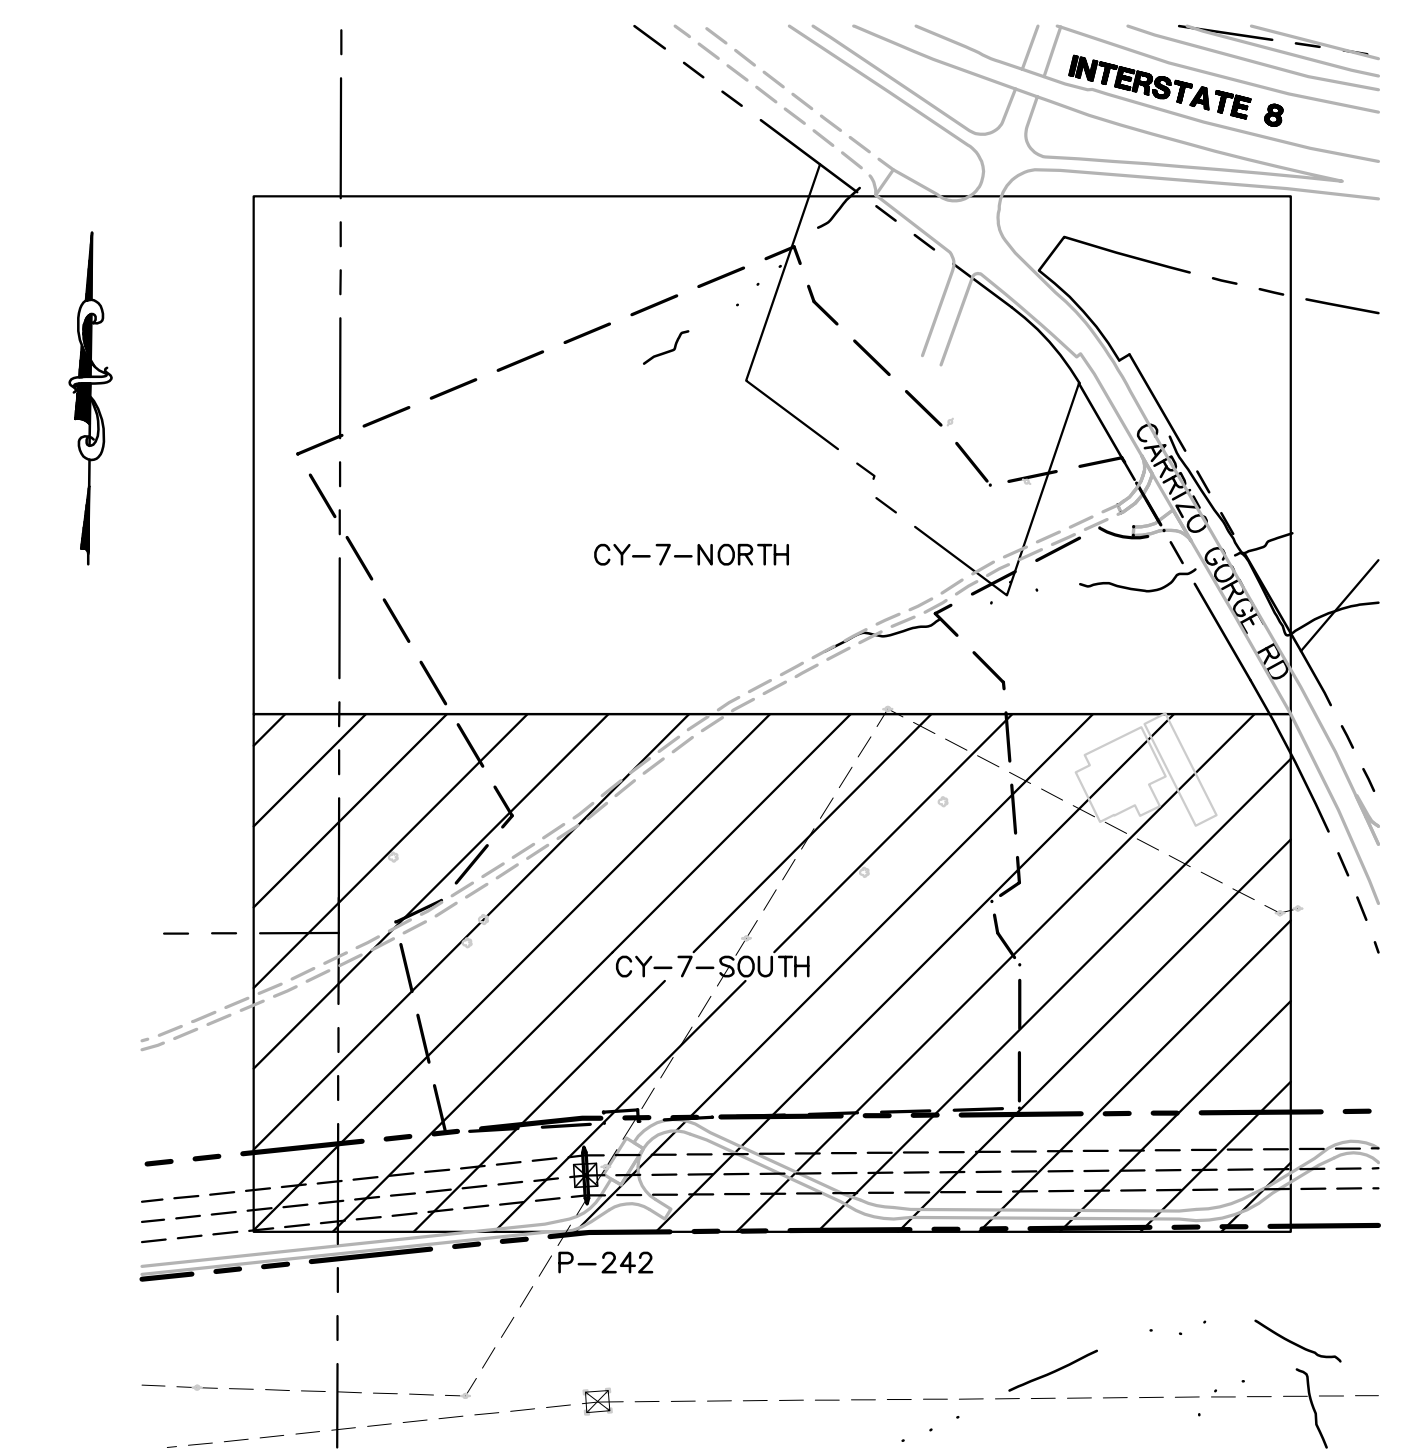 INTERSTATE 8
CARRIZO GORGE RD
CY-7-NORTH
CY-7-SOUTH
P-242